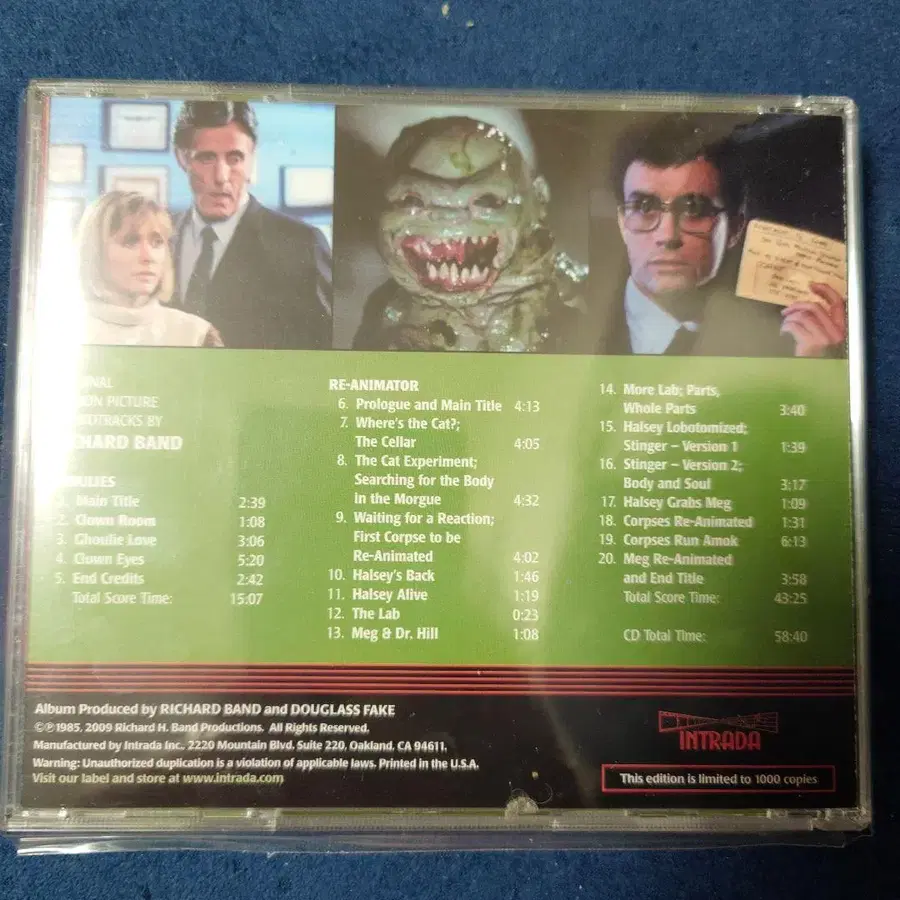 MOTION PICTURE
SOUNDTRACKS BY
RICHARD BAND
GHOULIES
1. Main Title 2:39
2. Clown Room 1:08
3. Ghoulie Love 3:06
4. Clown Eyes 5:20
5. End Credits 2:42
Total Score Time: 15:07
RE-ANIMATOR
6. Prologue and Main Title 4:13
7. Where's the Cat?;
The Cellar 4:05
8. The Cat Experiment;
Searching for the Body
in the Morgue 4:32
9. Waiting for a Reaction;
First Corpse to be
Re-Animated 4:02
10. Halsey's Back 1:46
11. Halsey Alive 1:19
12. The Lab 0:23
13. Meg & Dr. Hill 1:08
14. More Lab; Parts,
Whole Parts 3:40
15. Halsey Lobotomized;
Stinger – Version 1 1:39
16. Stinger – Version 2;
Body and Soul 3:17
17. Halsey Grabs Meg 1:09
18. Corpses Re-Animated 1:31
19. Corpses Run Amok 6:13
20. Meg Re-Animated
and End Title 3:58
Total Score Time: 43:25
CD Total Time: 58:40
Album Produced by RICHARD BAND and DOUGLASS FAKE
©℗1985, 2009 Richard H. Band Productions. All Rights Reserved.
Manufactured by Intrada Inc. 2220 Mountain Blvd. Suite 220, Oakland, CA 94611.
Warning: Unauthorized duplication is a violation of applicable laws. Printed in the U.S.A.
Visit our label and store at www.intrada.com
INTRADA
This edition is limited to 1000 copies